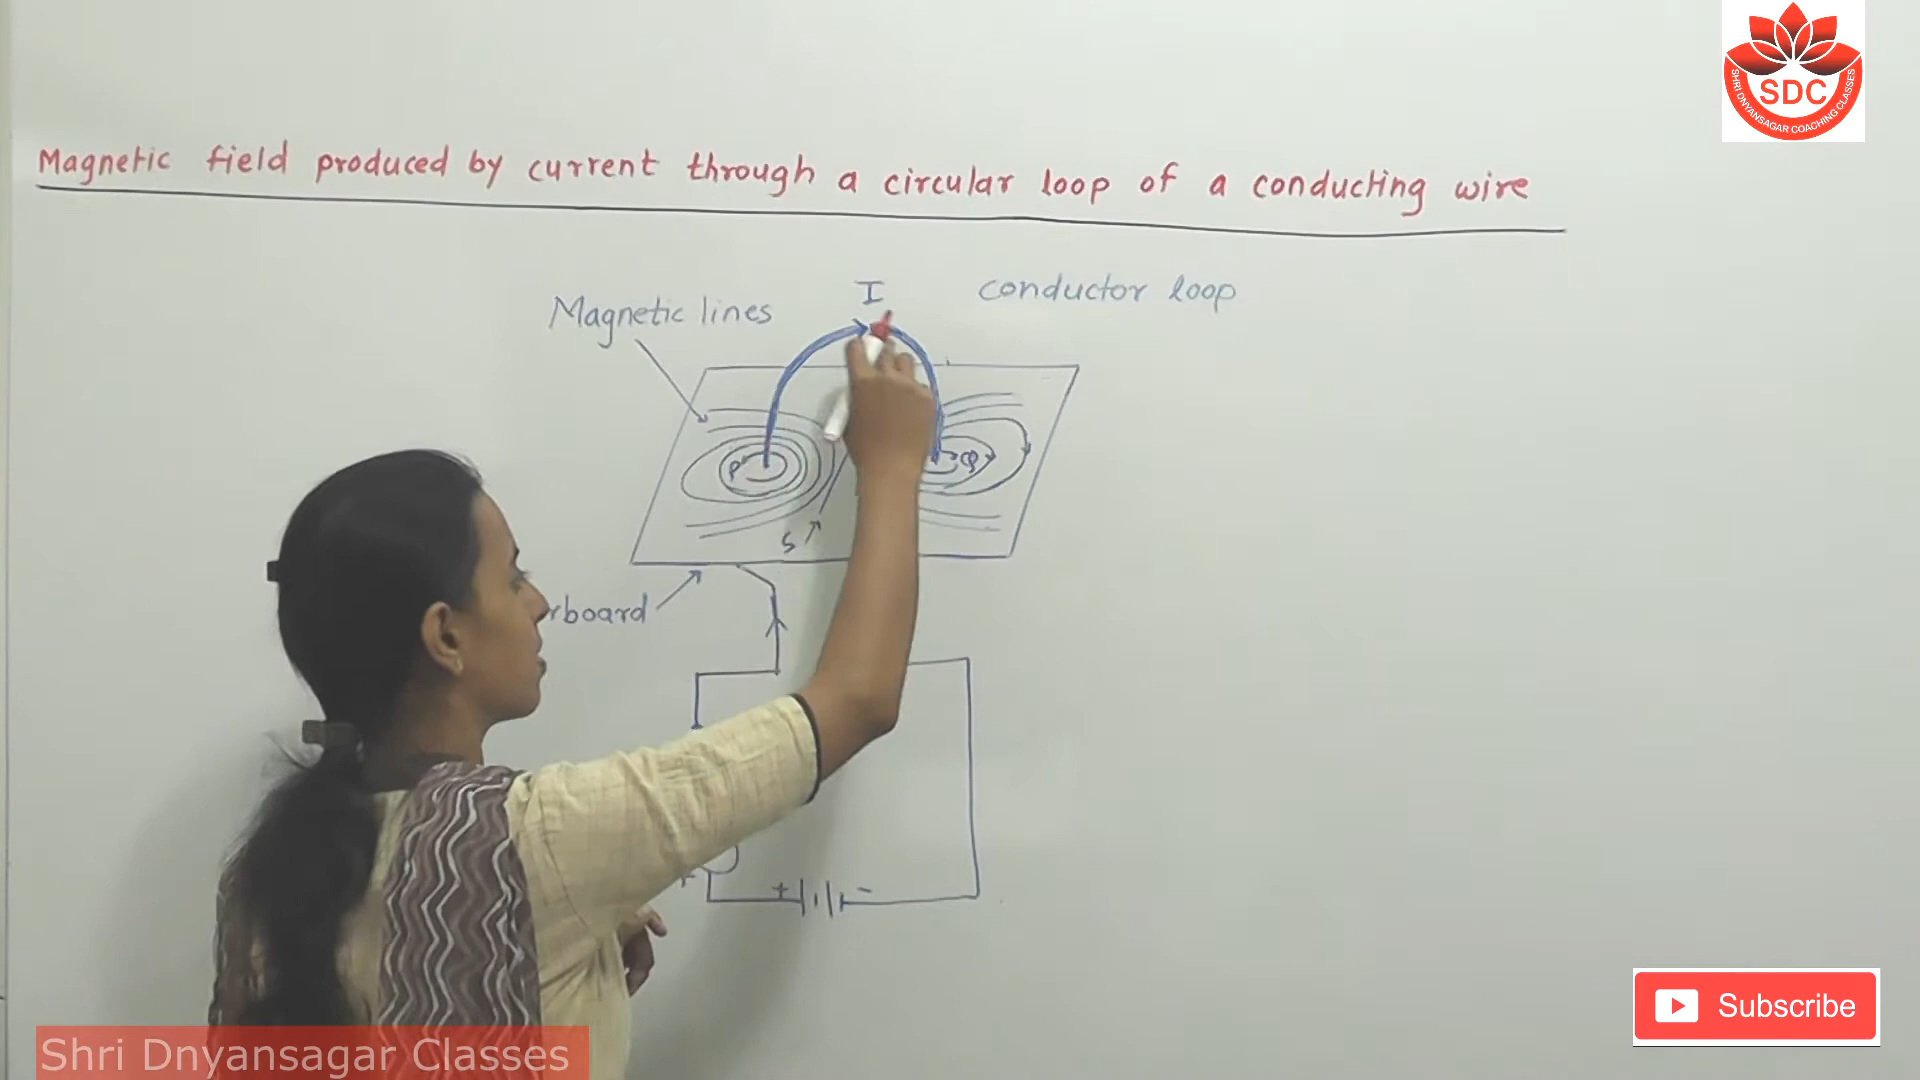 SDC
SHRI DNYANSAGAR COACHING CLASSES
Magnetic field produced by current through a circular loop of a conducting wire
I
conductor loop
Magnetic lines
P
Q
S
rboard
+
+ -
Subscribe
Shri Dnyansagar Classes